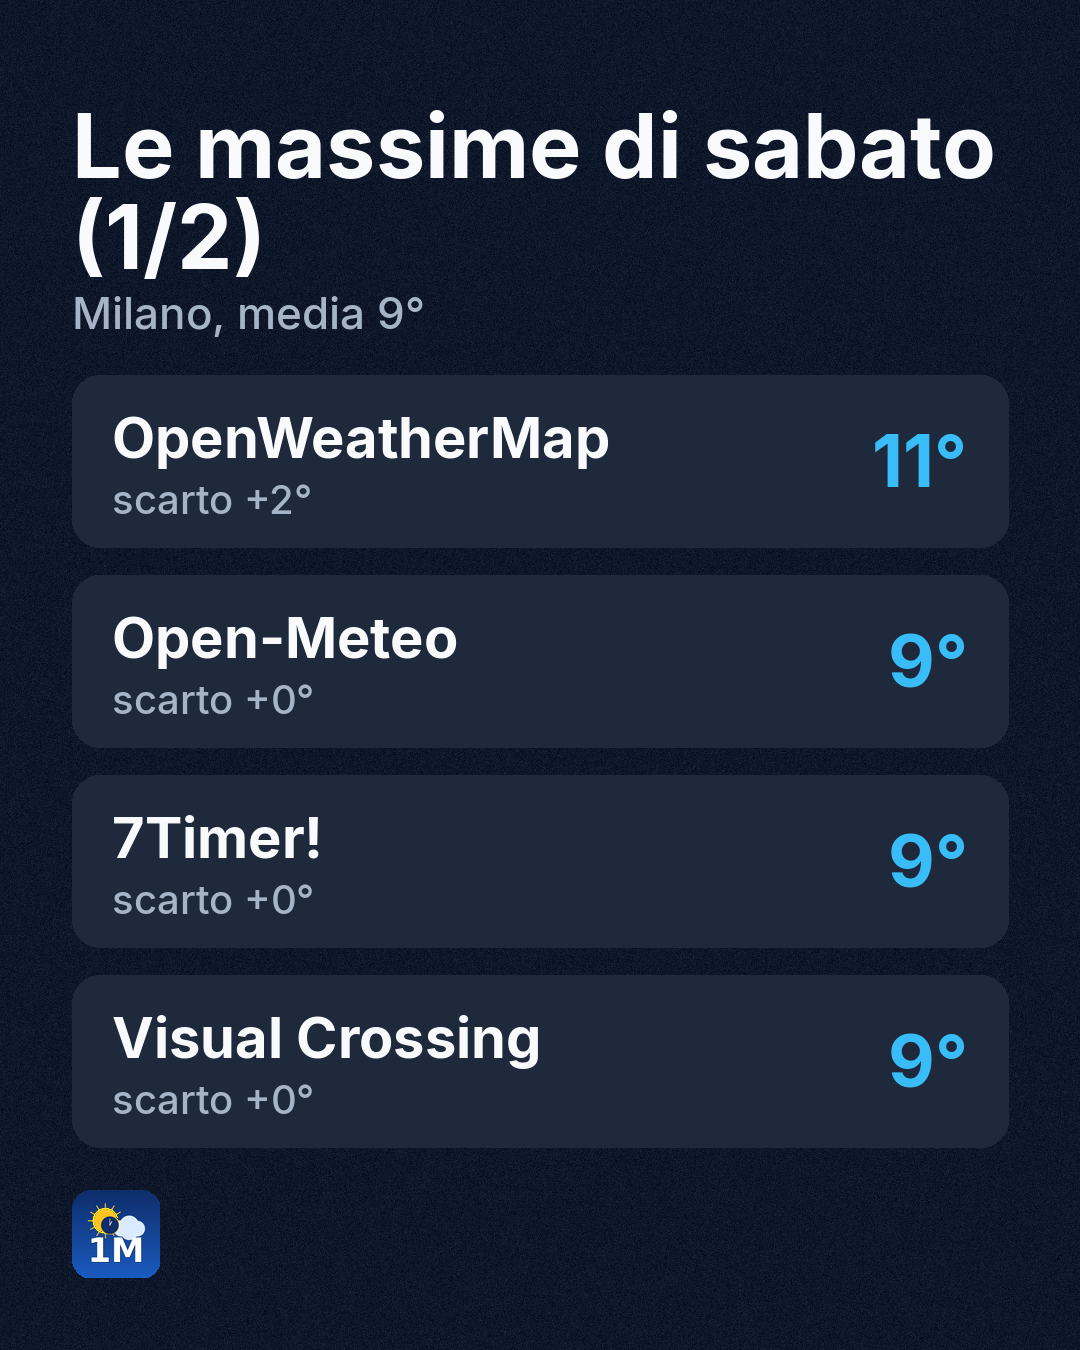 Le massime di sabato
(1/2)
Milano, media 9°
OpenWeatherMap
scarto +2°
11°
Open-Meteo
scarto +0°
9°
7Timer!
scarto +0°
9°
Visual Crossing
scarto +0°
9°
1M